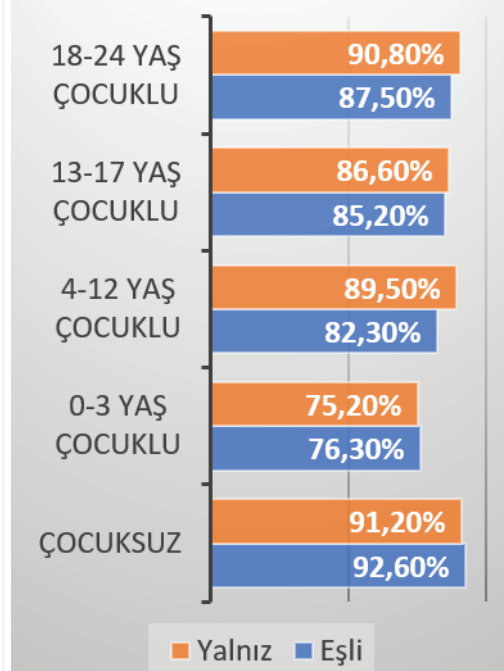 18-24 YAŞ
ÇOCUKLU
90,80%
87,50%
13-17 YAŞ
ÇOCUKLU
86,60%
85,20%
4-12 YAŞ
ÇOCUKLU
89,50%
82,30%
0-3 YAŞ
ÇOCUKLU
75,20%
76,30%
ÇOCUKSUZ
91,20%
92,60%
Yalnız Eşli